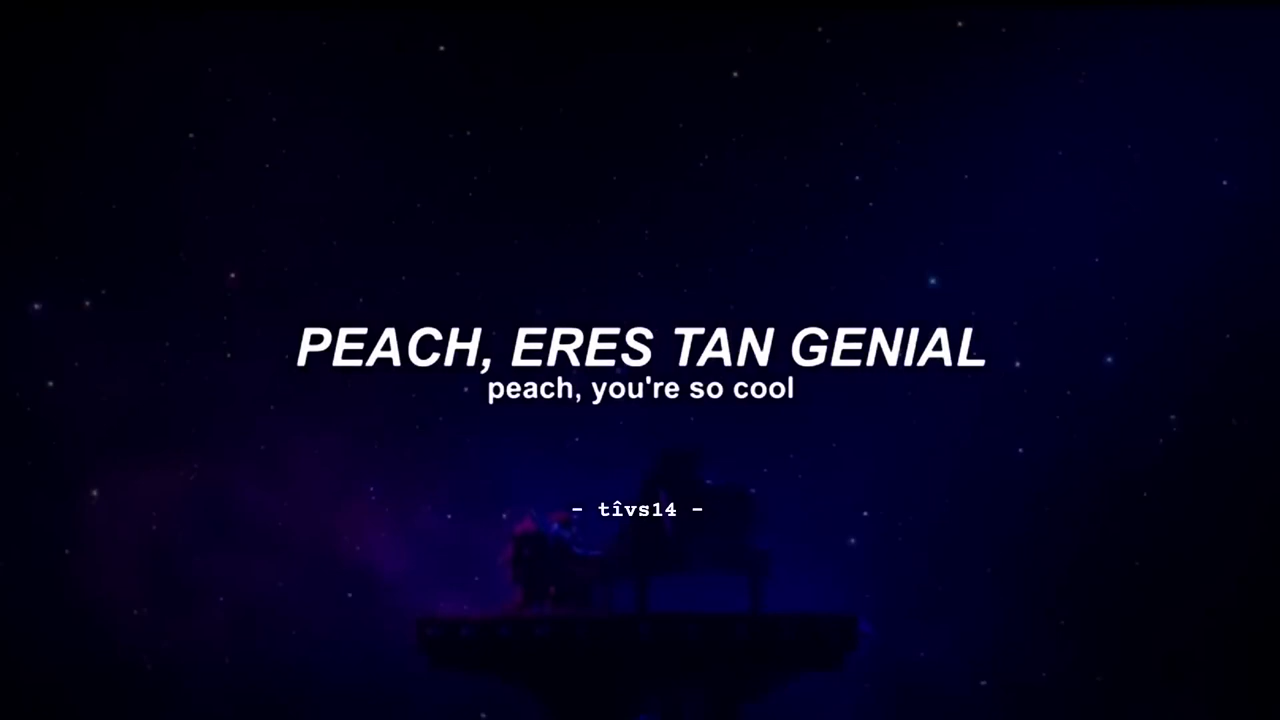 PEACH, ERES TAN GENIAL
peach, you're so cool
- tîvs14 -